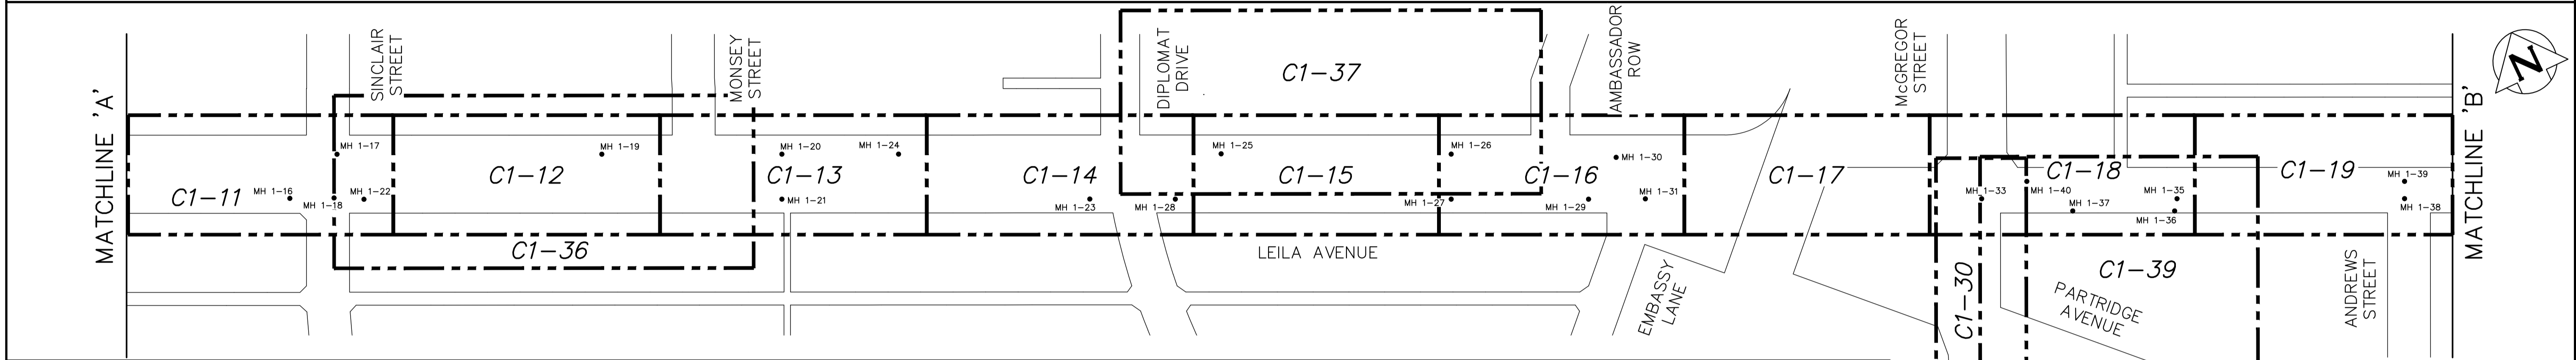 MATCHLINE 'A'
SINCLAIR
STREET
MONSEY
STREET
DIPLOMAT
DRIVE
C1-37
AMBASSADOR
ROW
McGREGOR
STREET
MATCHLINE 'B'
N
MH 1-17
MH 1-19
MH 1-20
MH 1-24
MH 1-25
MH 1-26
MH 1-30
C1-11
C1-12
C1-13
C1-14
C1-15
C1-16
C1-17
C1-18
C1-19
MH 1-39
MH 1-16
MH 1-18
MH 1-22
MH 1-21
MH 1-23
MH 1-28
MH 1-27
MH 1-29
MH 1-31
MH 1-33
MH 1-40
MH 1-37
MH 1-35
MH 1-36
MH 1-38
C1-36
LEILA AVENUE
EMBASSY
LANE
C1-30
C1-39
PARTRIDGE
AVENUE
ANDREWS
STREET